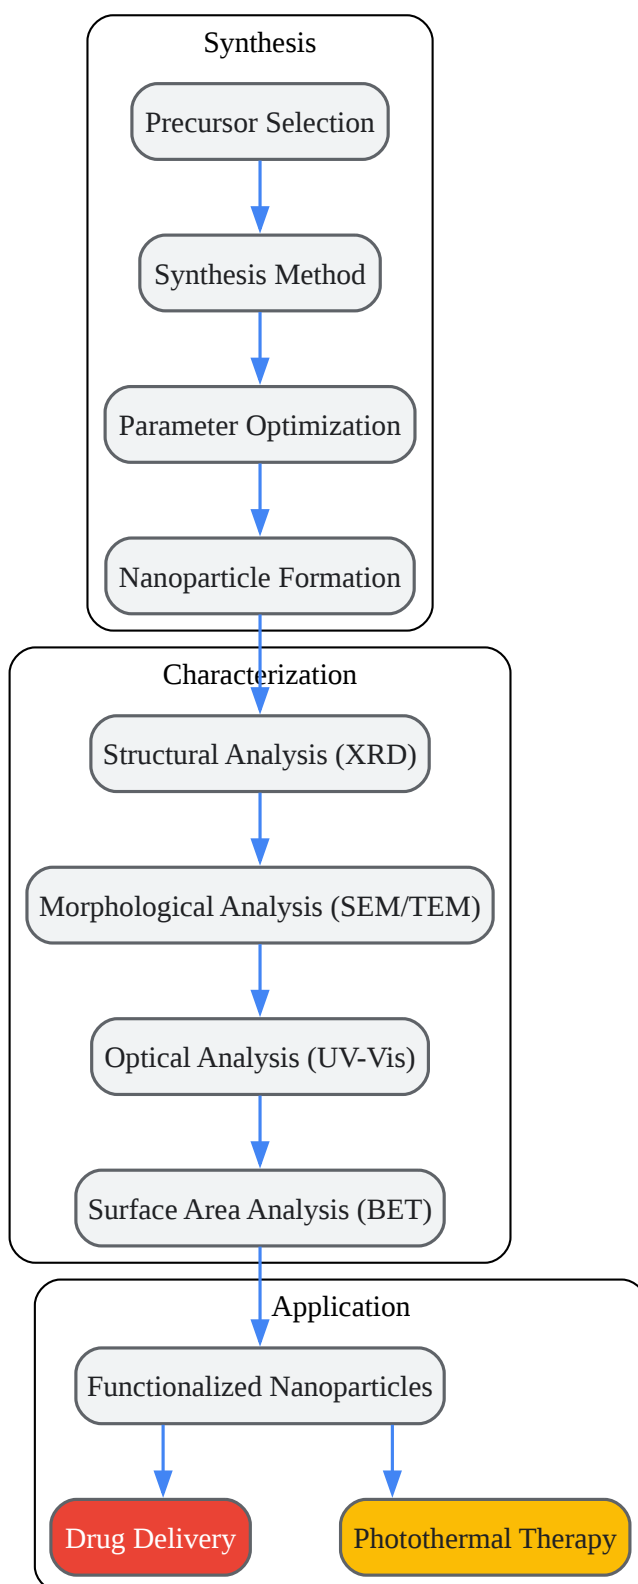 Synthesis
Precursor Selection
Synthesis Method
Parameter Optimization
Nanoparticle Formation
Characterization
Structural Analysis (XRD)
Morphological Analysis (SEM/TEM)
Optical Analysis (UV-Vis)
Surface Area Analysis (BET)
Application
Functionalized Nanoparticles
Drug Delivery
Photothermal Therapy